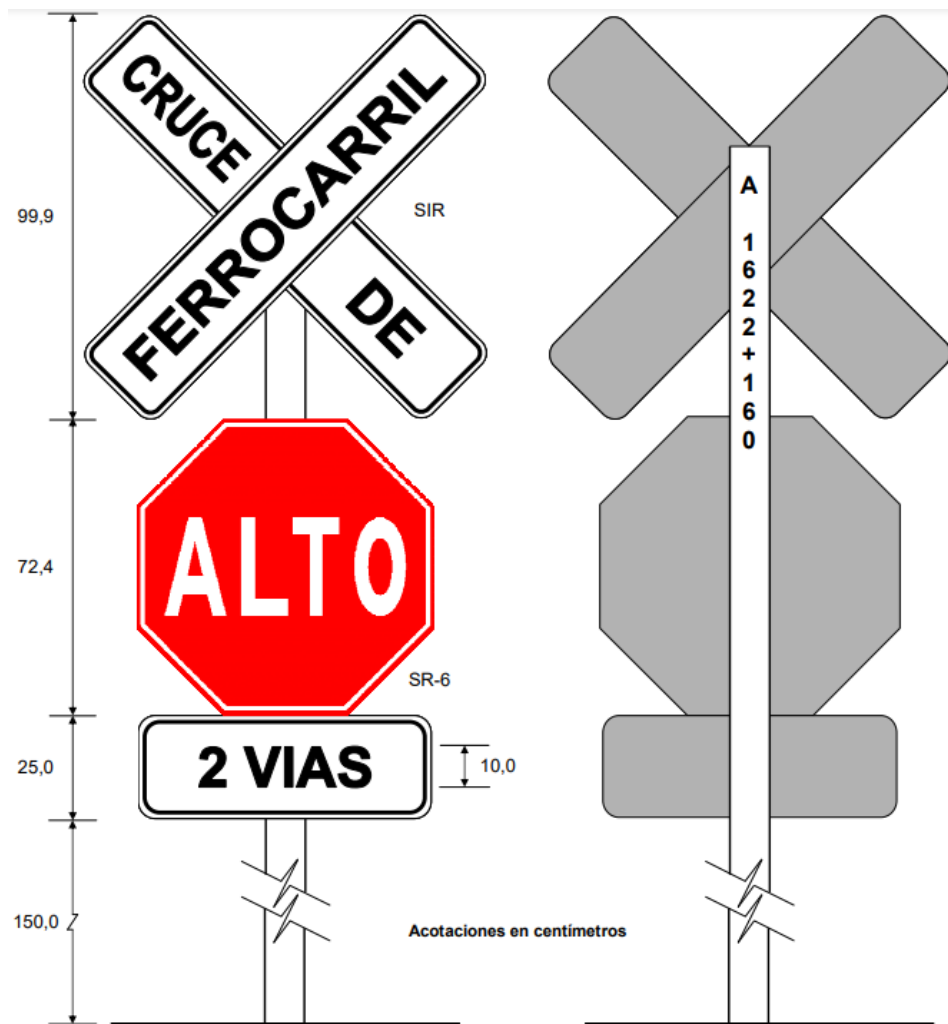 CRUCE
FERROCARRIL
DE
99,9
SIR
ALTO
72,4
SR-6
2 VIAS
25,0
10,0
150,0
Acotaciones en centímetros
A
1
6
2
2
+
1
6
0